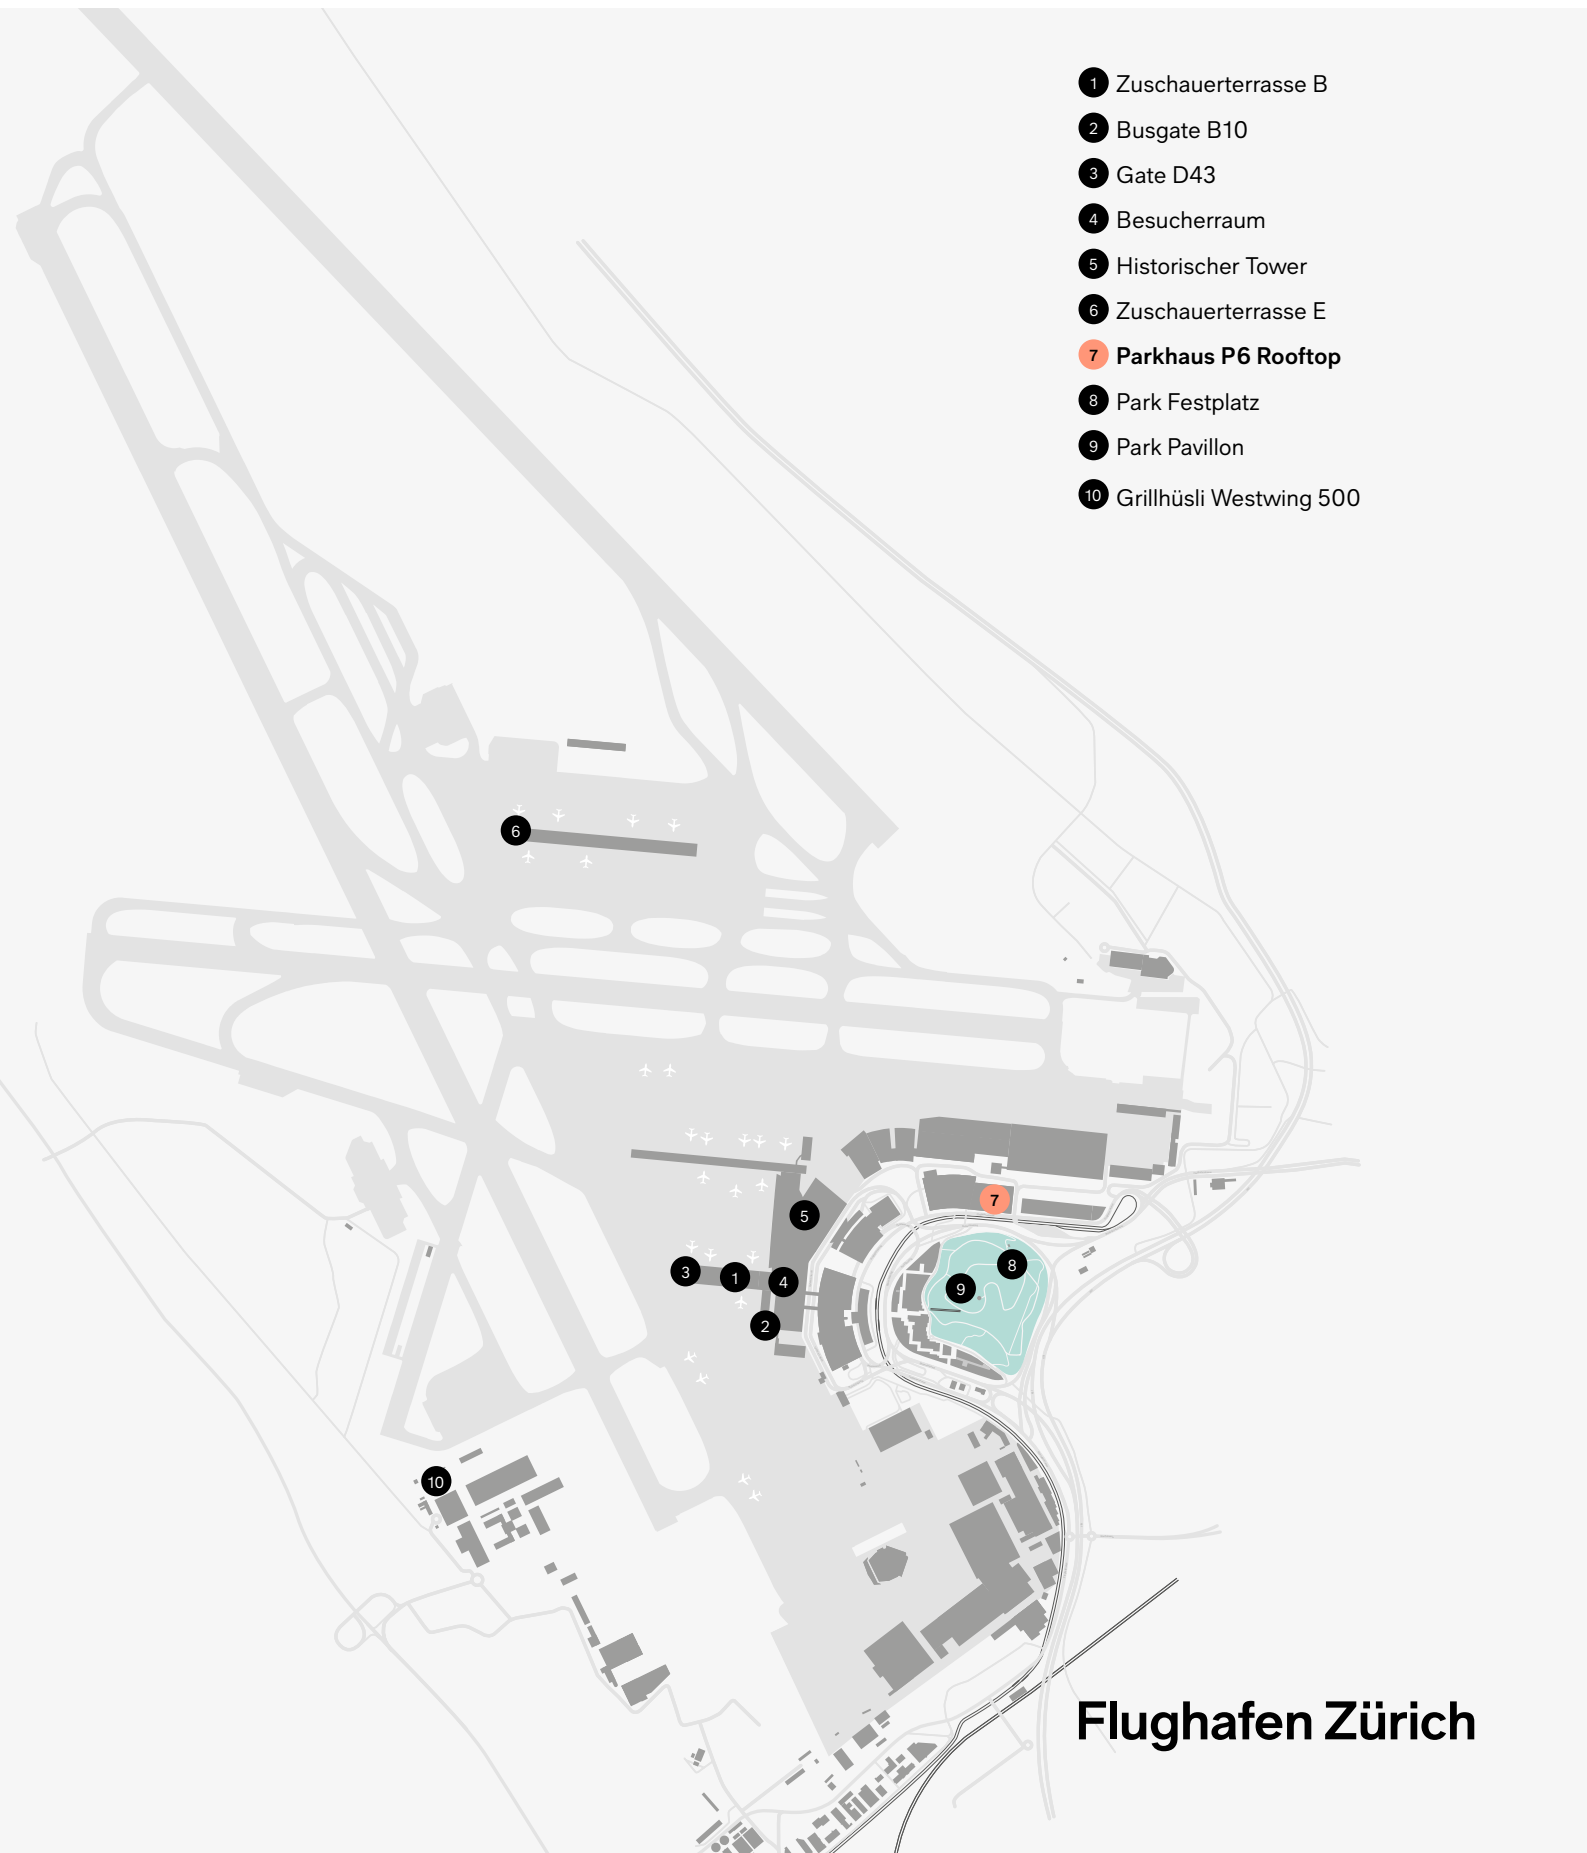 1 Zuschauerterrasse B
2 Busgate B10
3 Gate D43
4 Besucherraum
5 Historischer Tower
6 Zuschauerterrasse E
7 Parkhaus P6 Rooftop
8 Park Festplatz
9 Park Pavillon
10 Grillhüsli Westwing 500
6
7
5
8
3
1
4
9
2
10
Flughafen Zürich